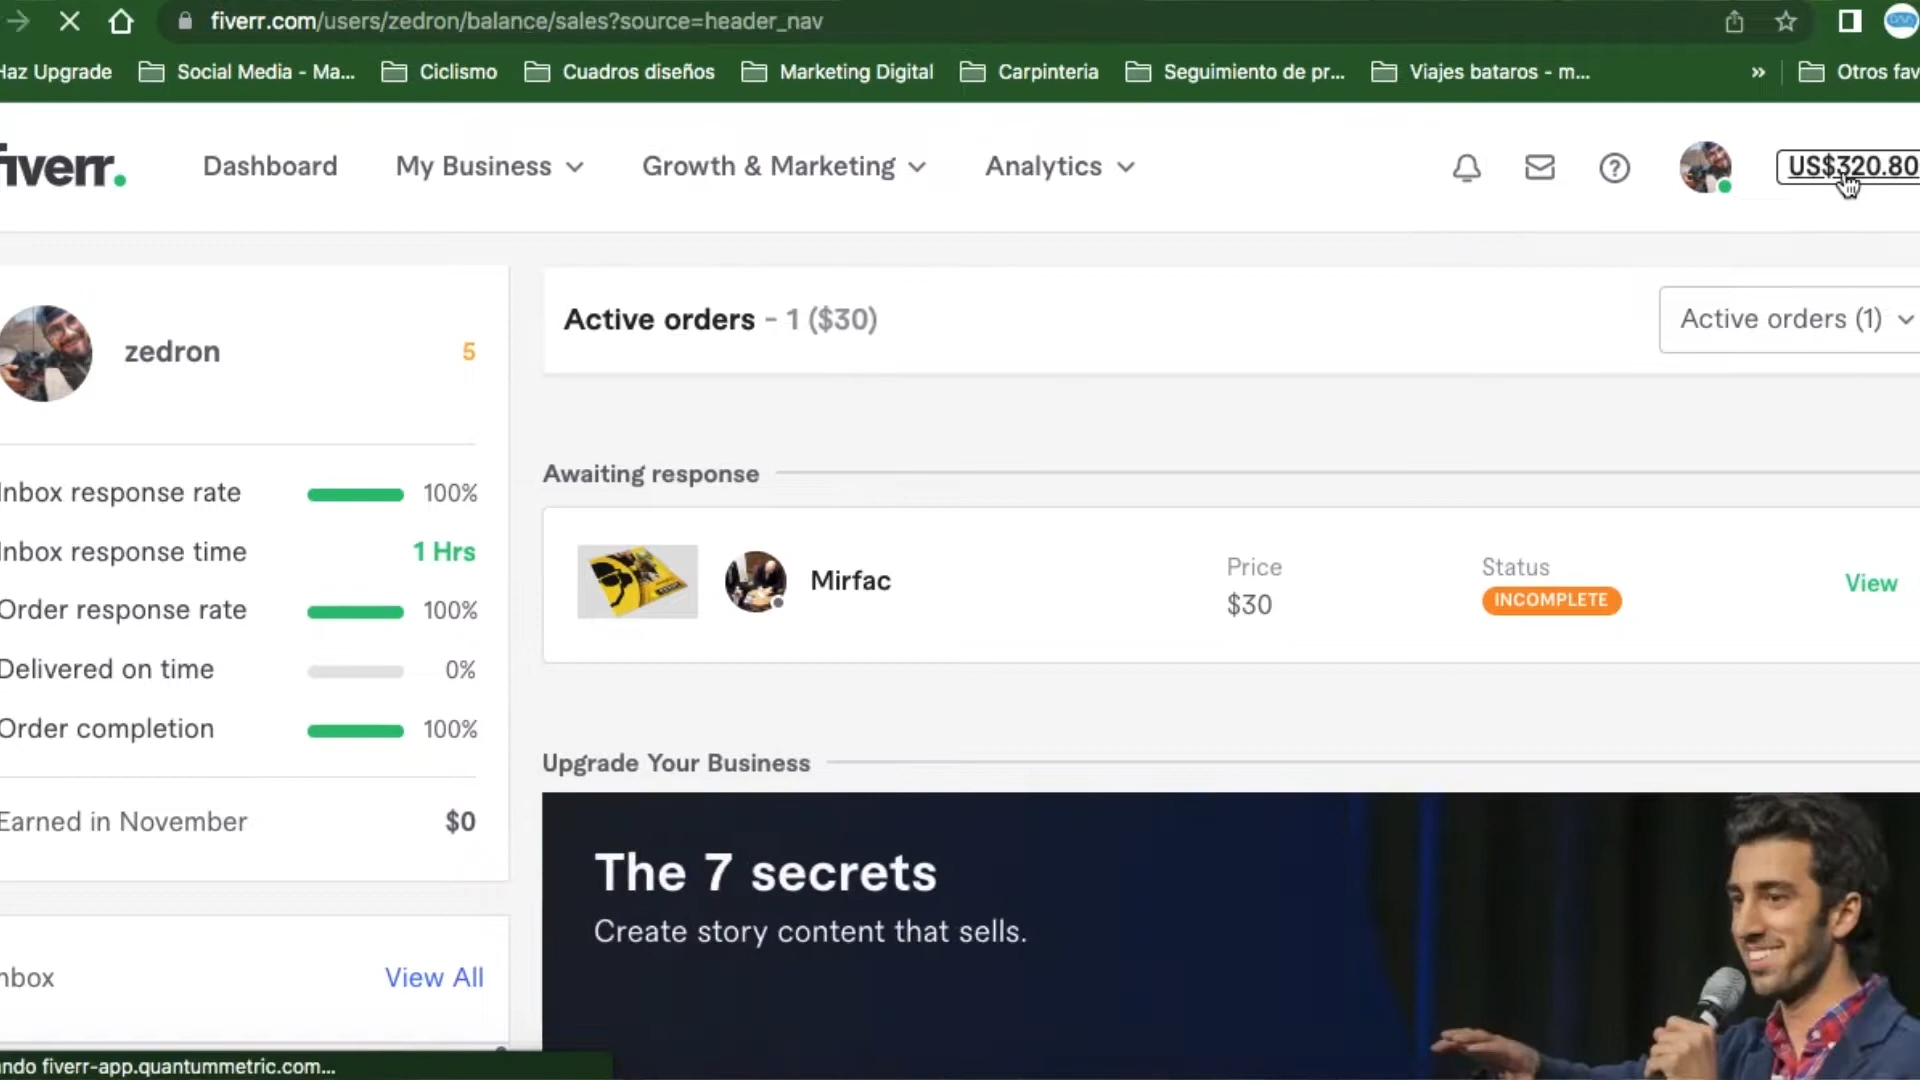 fiverr.com/users/zedron/balance/sales?source=header_nav
Haz Upgrade Social Media - Ma... Ciclismo Cuadros diseños Marketing Digital Carpinteria Seguimiento de pr... Viajes bataros - m... » Otros fav
fiverr. Dashboard My Business Growth & Marketing Analytics US$320.80
zedron 5
Inbox response rate 100%
Inbox response time 1 Hrs
Order response rate 100%
Delivered on time 0%
Order completion 100%
Earned in November $0
nbox View All
Active orders - 1 ($30) Active orders (1)
Awaiting response
Mirfac Price $30 Status INCOMPLETE View
Upgrade Your Business
The 7 secrets
Create story content that sells.
ando fiverr-app.quantummetric.com...